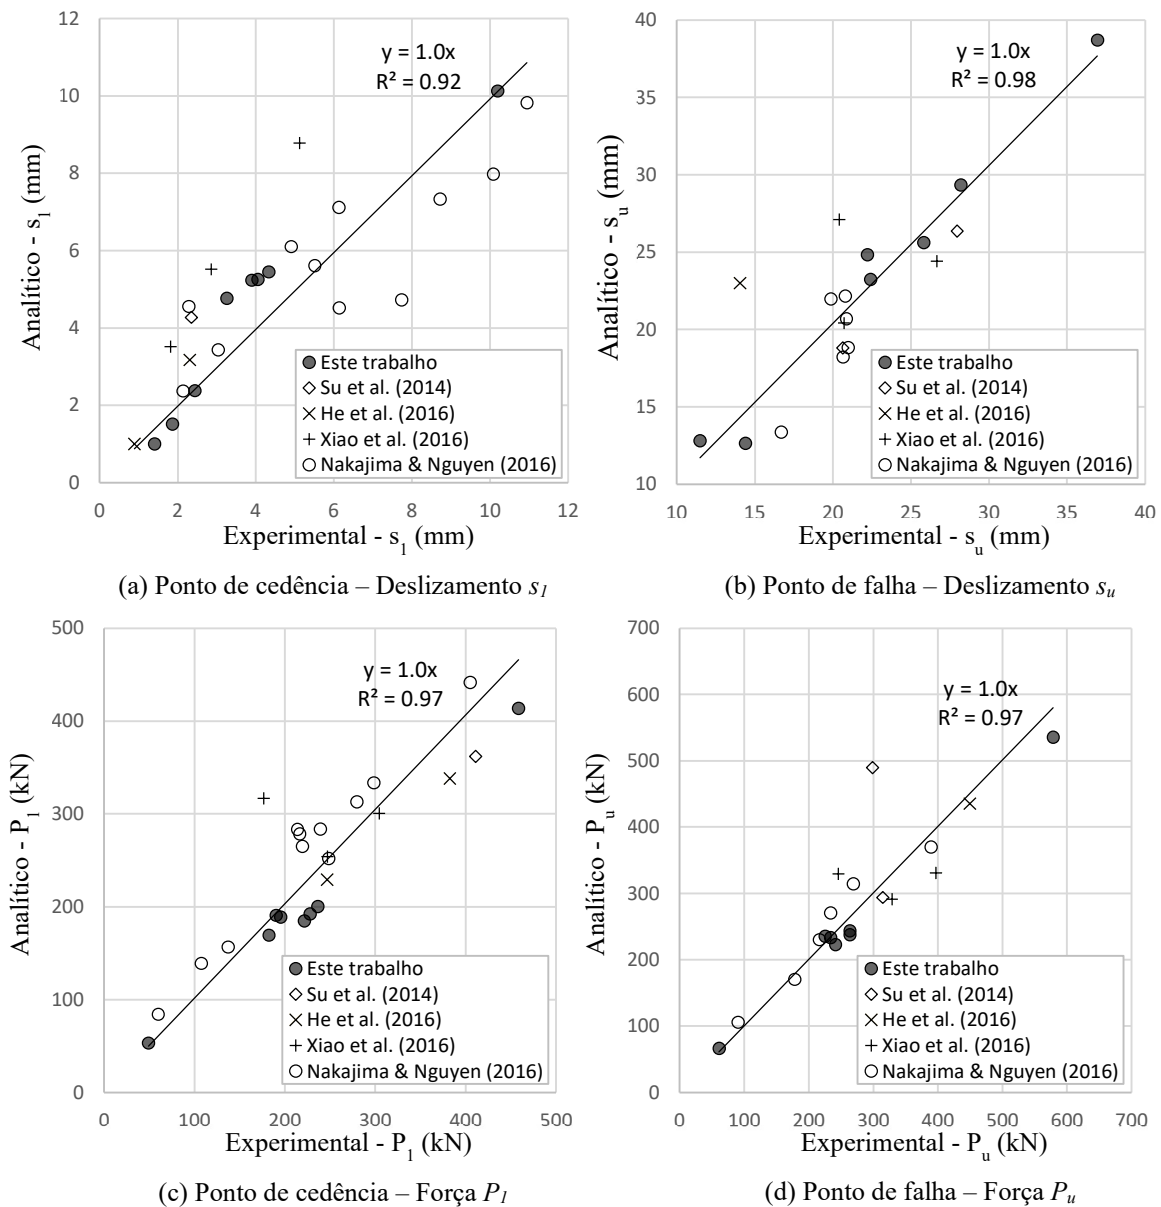 12
10
8
6
4
2
0
0 2 4 6 8 10 12
Analítico - s₁ (mm)
Experimental - s₁ (mm)
y = 1.0x
R² = 0.92
Este trabalho
Su et al. (2014)
He et al. (2016)
Xiao et al. (2016)
Nakajima & Nguyen (2016)
(a) Ponto de cedência – Deslizamento s₁
40
35
30
25
20
15
10
10 15 20 25 30 35 40
Analítico - sᵤ (mm)
Experimental - sᵤ (mm)
y = 1.0x
R² = 0.98
Este trabalho
Su et al. (2014)
He et al. (2016)
Xiao et al. (2016)
Nakajima & Nguyen (2016)
(b) Ponto de falha – Deslizamento sᵤ
500
400
300
200
100
0
0 100 200 300 400 500
Analítico - P₁ (kN)
Experimental - P₁ (kN)
y = 1.0x
R² = 0.97
Este trabalho
Su et al. (2014)
He et al. (2016)
Xiao et al. (2016)
Nakajima & Nguyen (2016)
(c) Ponto de cedência – Força P₁
700
600
500
400
300
200
100
0
0 100 200 300 400 500 600 700
Analítico - Pᵤ (kN)
Experimental - Pᵤ (kN)
y = 1.0x
R² = 0.97
Este trabalho
Su et al. (2014)
He et al. (2016)
Xiao et al. (2016)
Nakajima & Nguyen (2016)
(d) Ponto de falha – Força Pᵤ